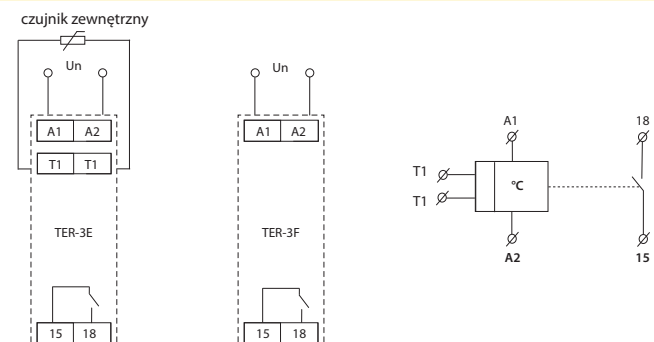 czujnik zewnętrzny
Un
A1 A2
T1 T1
TER-3E
15 18
Un
A1 A2
TER-3F
15 18
A1
18
T1
T1
°C
A2
15